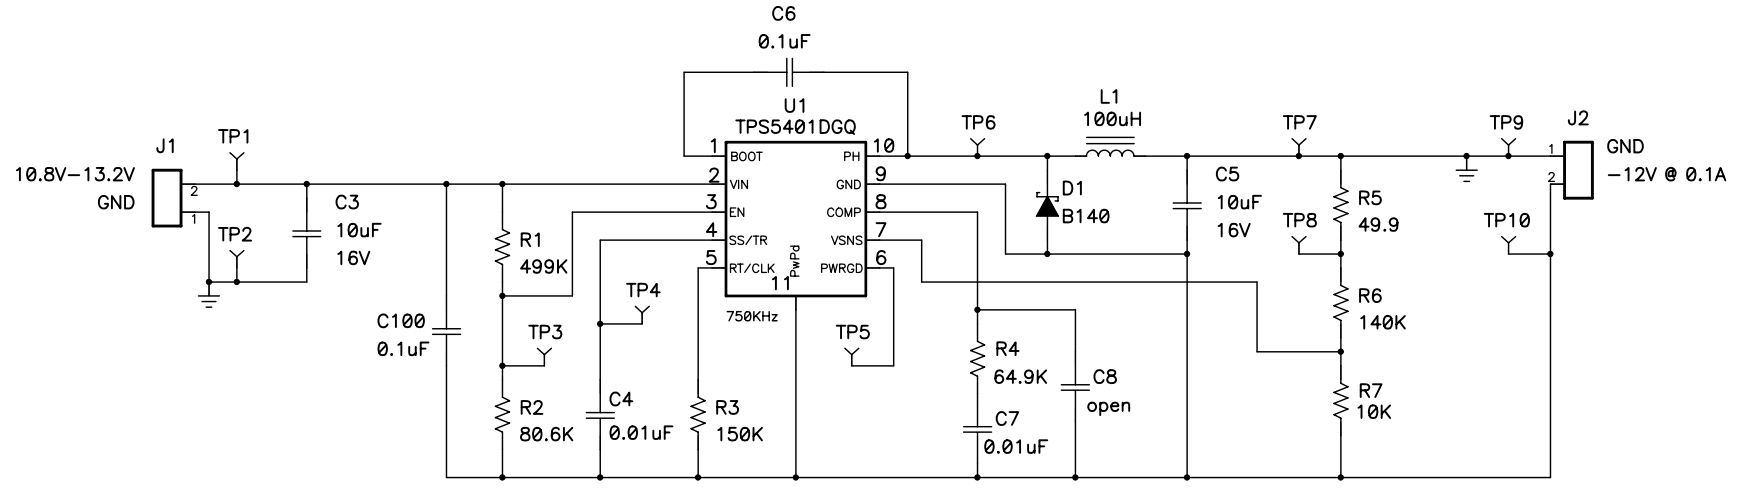 C6
0.1uF
U1
TPS5401DGQ
1
BOOT
2
VIN
3
EN
4
SS/TR
5
RT/CLK
PH
10
GND
9
COMP
8
VSNS
7
PWRGD
6
PwPd
11
750KHz
J1
10.8V-13.2V
GND
2
1
TP1
TP2
C3
10uF
16V
C100
0.1uF
R1
499K
TP3
R2
80.6K
TP4
C4
0.01uF
R3
150K
TP5
TP6
L1
100uH
D1
B140
C5
10uF
16V
R4
64.9K
C7
0.01uF
C8
open
TP7
TP8
R5
49.9
R6
140K
R7
10K
TP9
TP10
J2
1
2
GND
-12V @ 0.1A